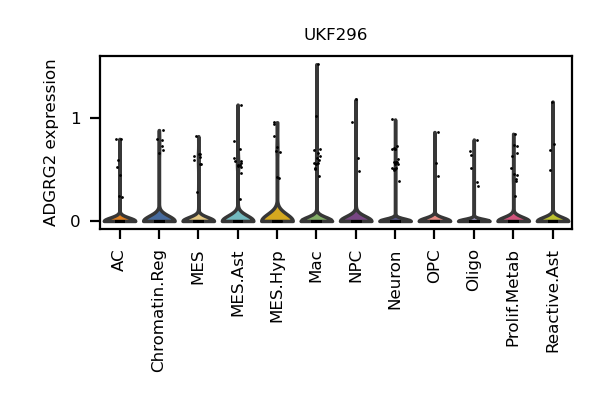 UKF296
ADGRG2 expression
1
0
AC
Chromatin.Reg
MES
MES.Ast
MES.Hyp
Mac
NPC
Neuron
OPC
Oligo
Prolif.Metab
Reactive.Ast